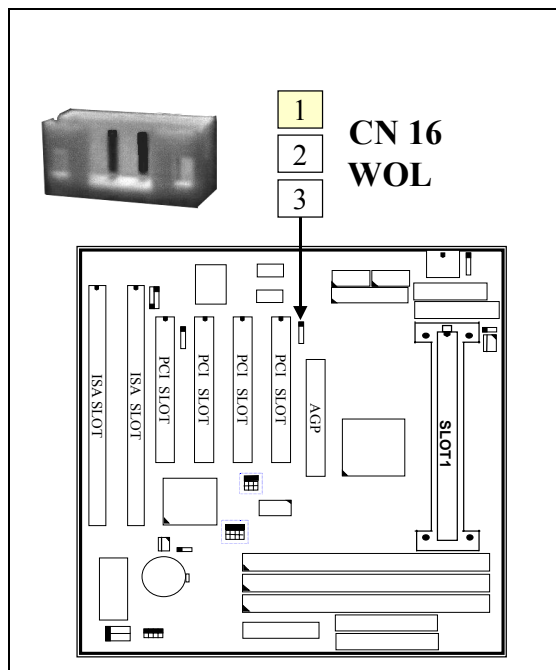 1
2
3
CN 16
WOL
ISA SLOT
ISA SLOT
PCI SLOT
PCI SLOT
PCI SLOT
PCI SLOT
AGP
SLOT1